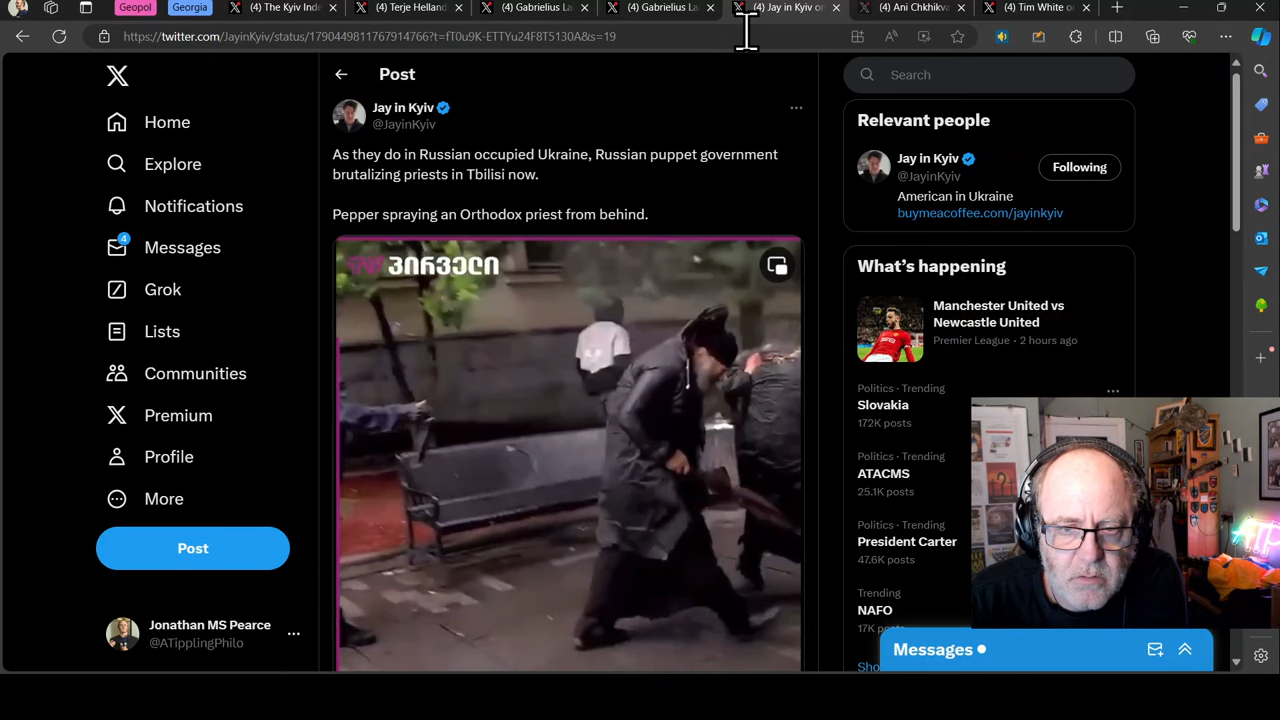 Geopol
Georgia
(4) The Kyiv Inde
(4) Terje Helland
(4) Gabrielius La
(4) Gabrielius La
(4) Jay in Kyiv o
(4) Ani Chkhikva
(4) Tim White o
https://twitter.com/JayinKyiv/status/1790449811767914766?t=fT0u9K-ETTYu24F8T5130A&s=19
Home
Explore
Notifications
4
Messages
Grok
Lists
Communities
Premium
Profile
More
Post
Jonathan MS Pearce
@ATipplingPhilo
Post
Jay in Kyiv
@JayinKyiv
As they do in Russian occupied Ukraine, Russian puppet government
brutalizing priests in Tbilisi now.
Pepper spraying an Orthodox priest from behind.
პირველი
Search
Relevant people
Jay in Kyiv
@JayinKyiv
Following
American in Ukraine
buymeacoffee.com/jayinkyiv
What's happening
Manchester United vs
Newcastle United
Premier League · 2 hours ago
Politics · Trending
Slovakia
172K posts
Politics · Trending
ATACMS
25.1K posts
Politics · Trending
President Carter
47.6K posts
Trending
NAFO
17K
Messages